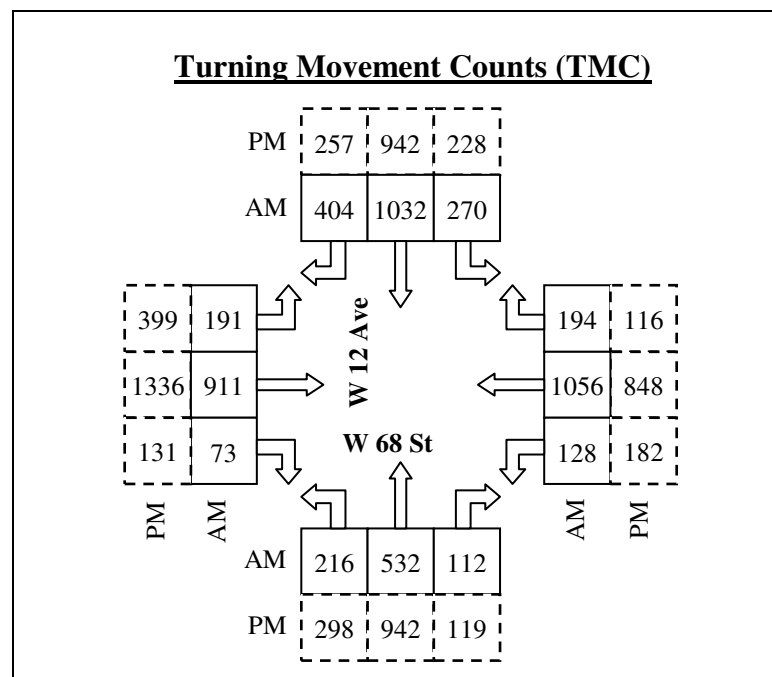 Turning Movement Counts (TMC)
PM 257 942 228
AM 404 1032 270
399 191
1336 911
131 73
PM AM
W 12 Ave
W 68 St
194 116
1056 848
128 182
AM PM
AM 216 532 112
PM 298 942 119